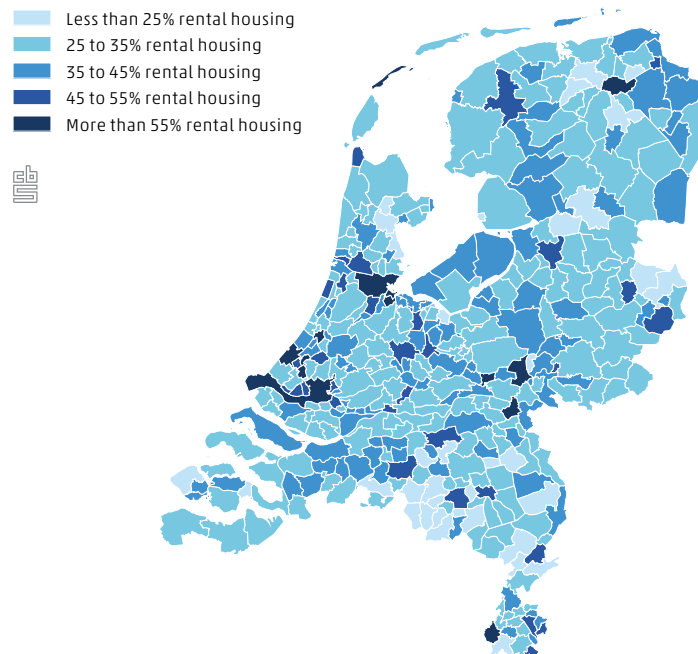 Less than 25% rental housing
25 to 35% rental housing
35 to 45% rental housing
45 to 55% rental housing
More than 55% rental housing
cbs